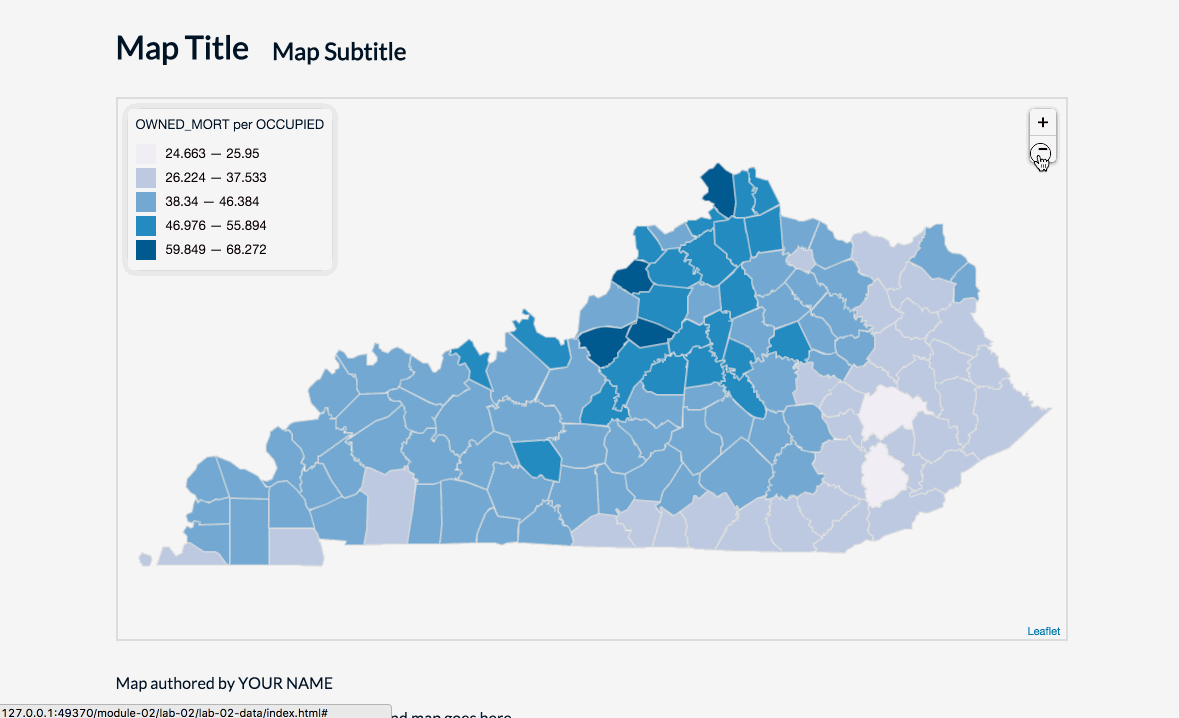 Map Title Map Subtitle
OWNED_MORT per OCCUPIED
24.663 — 25.95
26.224 — 37.533
38.34 — 46.384
46.976 — 55.894
59.849 — 68.272
+
−
Leaflet
Map authored by YOUR NAME
nd map goes here
127.0.0.1:49370/module-02/lab-02/lab-02-data/index.html#